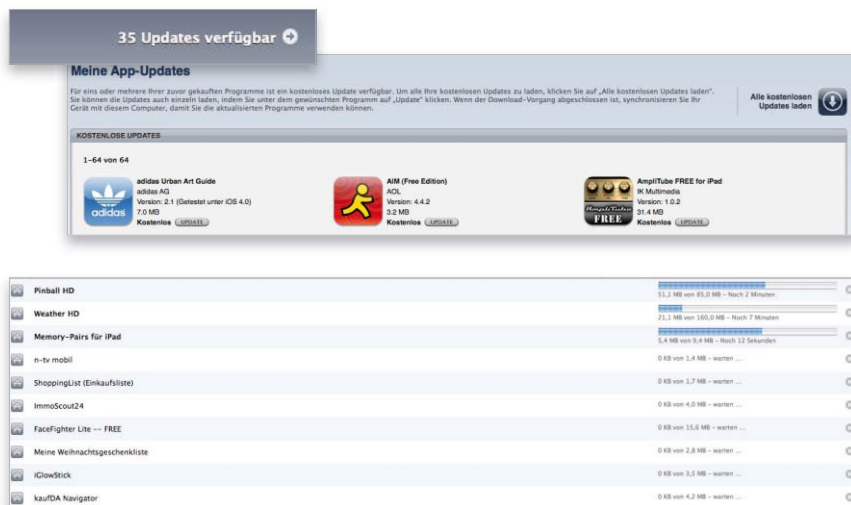 35 Updates verfügbar
Meine App-Updates
Für eins oder mehrere Ihrer zuvor gekauften Programme ist ein kostenloses Update verfügbar. Um alle Ihre kostenlosen Updates zu laden, klicken Sie auf „Alle kostenlosen Updates laden".
Sie können die Updates auch einzeln laden, indem Sie unter dem gewünschten Programm auf „Update" klicken. Wenn der Download-Vorgang abgeschlossen ist, synchronisieren Sie Ihr
Gerät mit diesem Computer, damit Sie die aktualisierten Programme verwenden können.
Alle kostenlosen
Updates laden
KOSTENLOSE UPDATES
1-64 von 64
adidas
adidas Urban Art Guide
adidas AG
Version: 2.1 (Getestet unter iOS 4.0)
7.0 MB
Kostenlos UPDATE
AIM (Free Edition)
AOL
Version: 4.4.2
3.2 MB
Kostenlos UPDATE
AmpliTube
FREE
AmpliTube FREE for iPad
IK Multimedia
Version: 1.0.2
31.4 MB
Kostenlos UPDATE
Pinball HD
51,1 MB von 85,0 MB – Noch 2 Minuten
Weather HD
21,1 MB von 160,0 MB – Noch 7 Minuten
Memory-Pairs für iPad
5,4 MB von 9,4 MB – Noch 12 Sekunden
n-tv mobil
0 KB von 1,4 MB – warten ...
ShoppingList (Einkaufsliste)
0 KB von 1,7 MB – warten ...
ImmoScout24
0 KB von 4,0 MB – warten ...
FaceFighter Lite -- FREE
0 KB von 15,6 MB – warten ...
Meine Weihnachtsgeschenkliste
0 KB von 2,8 MB – warten ...
iGlowStick
0 KB von 3,5 MB – warten ...
kaufDA Navigator
0 KB von 4,2 MB – warten ...